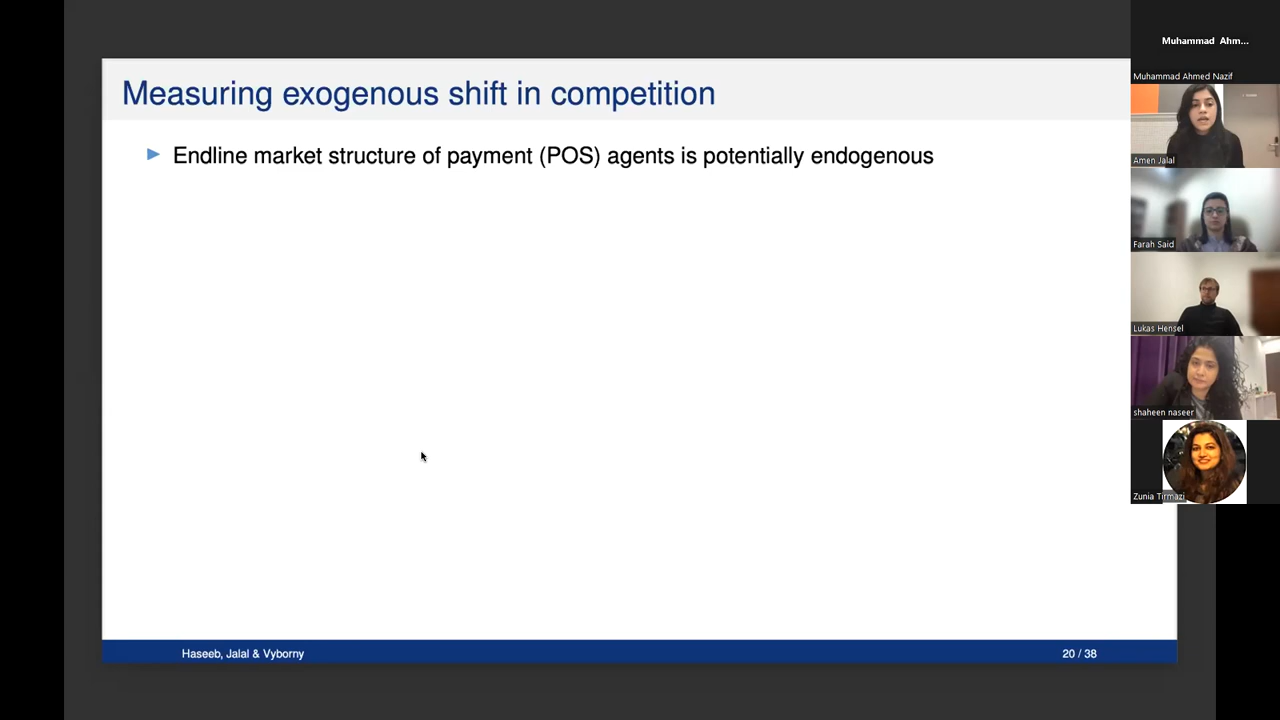 Measuring exogenous shift in competition
Endline market structure of payment (POS) agents is potentially endogenous
Haseeb, Jalal & Vyborny
20 / 38
Muhammad Ahm...
Muhammad Ahmed Nazif
Amen Jalal
Farah Said
Lukas Hensel
shaheen naseer
Zunia Tirmazi